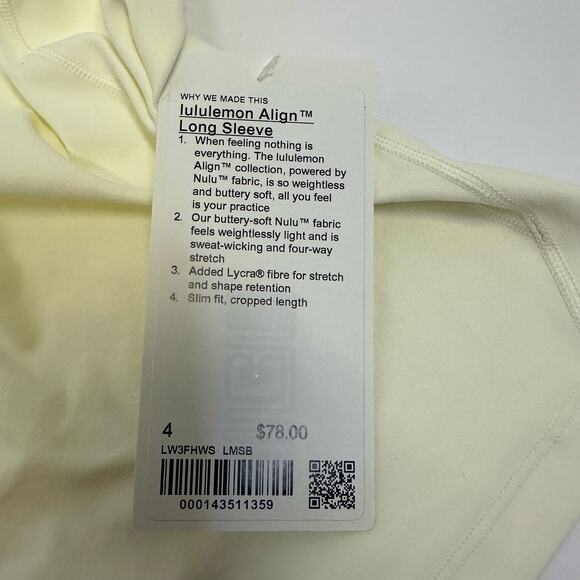 WHY WE MADE THIS
lululemon Align™
Long Sleeve
1. When feeling nothing is
everything. The lululemon
Align™ collection, powered by
Nulu™ fabric, is so weightless
and buttery soft, all you feel
is your practice
2. Our buttery-soft Nulu™ fabric
feels weightlessly light and is
sweat-wicking and four-way
stretch
3. Added Lycra® fibre for stretch
and shape retention
4. Slim fit, cropped length
4 $78.00
LW3FHWS LMSB
000143511359